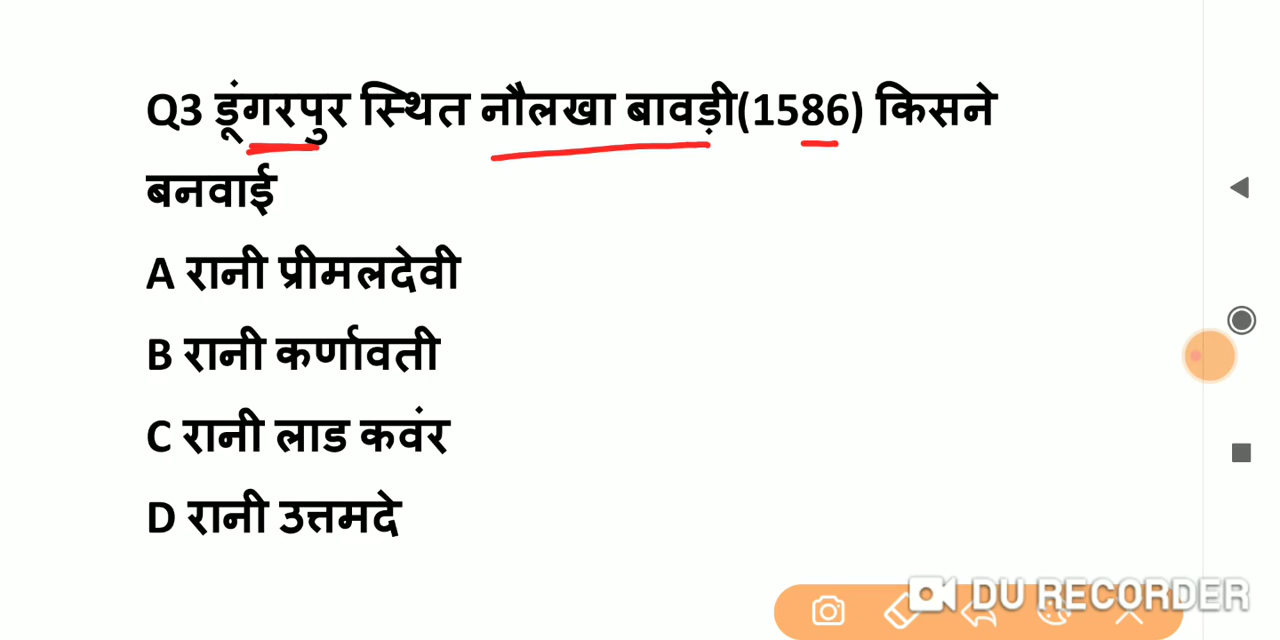 Q3 डूंगरपुर स्थित नौलखा बावड़ी(1586) किसने
बनवाई
A रानी प्रीमलदेवी
B रानी कर्णावती
C रानी लाड कवंर
D रानी उत्तमदे
DU RECORDER